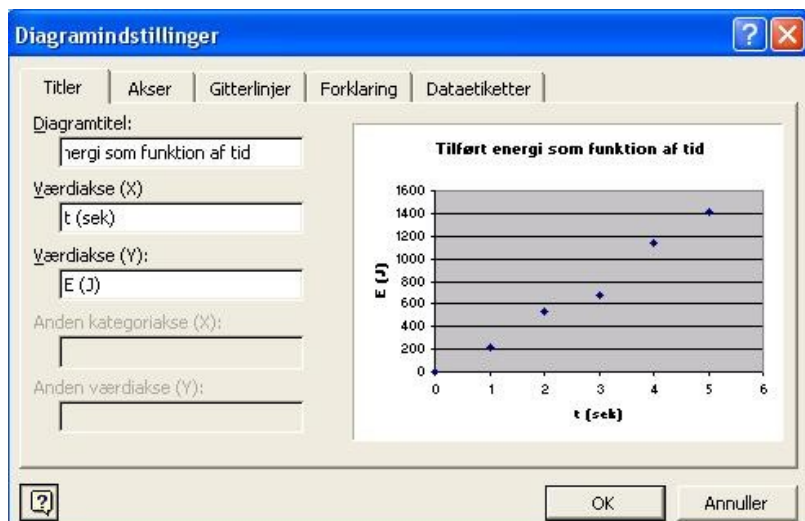 Diagramindstillinger
Titler Akser Gitterlinjer Forklaring Dataetiketter
Diagramtitel:
nergi som funktion af tid
Værdiakse (X)
t (sek)
Værdiakse (Y):
E (J)
Anden kategoriakse (X):
Anden værdiakse (Y):
Tilført energi som funktion af tid
E (J)
1600
1400
1200
1000
800
600
400
200
0
0 1 2 3 4 5 6
t (sek)
OK Annuller